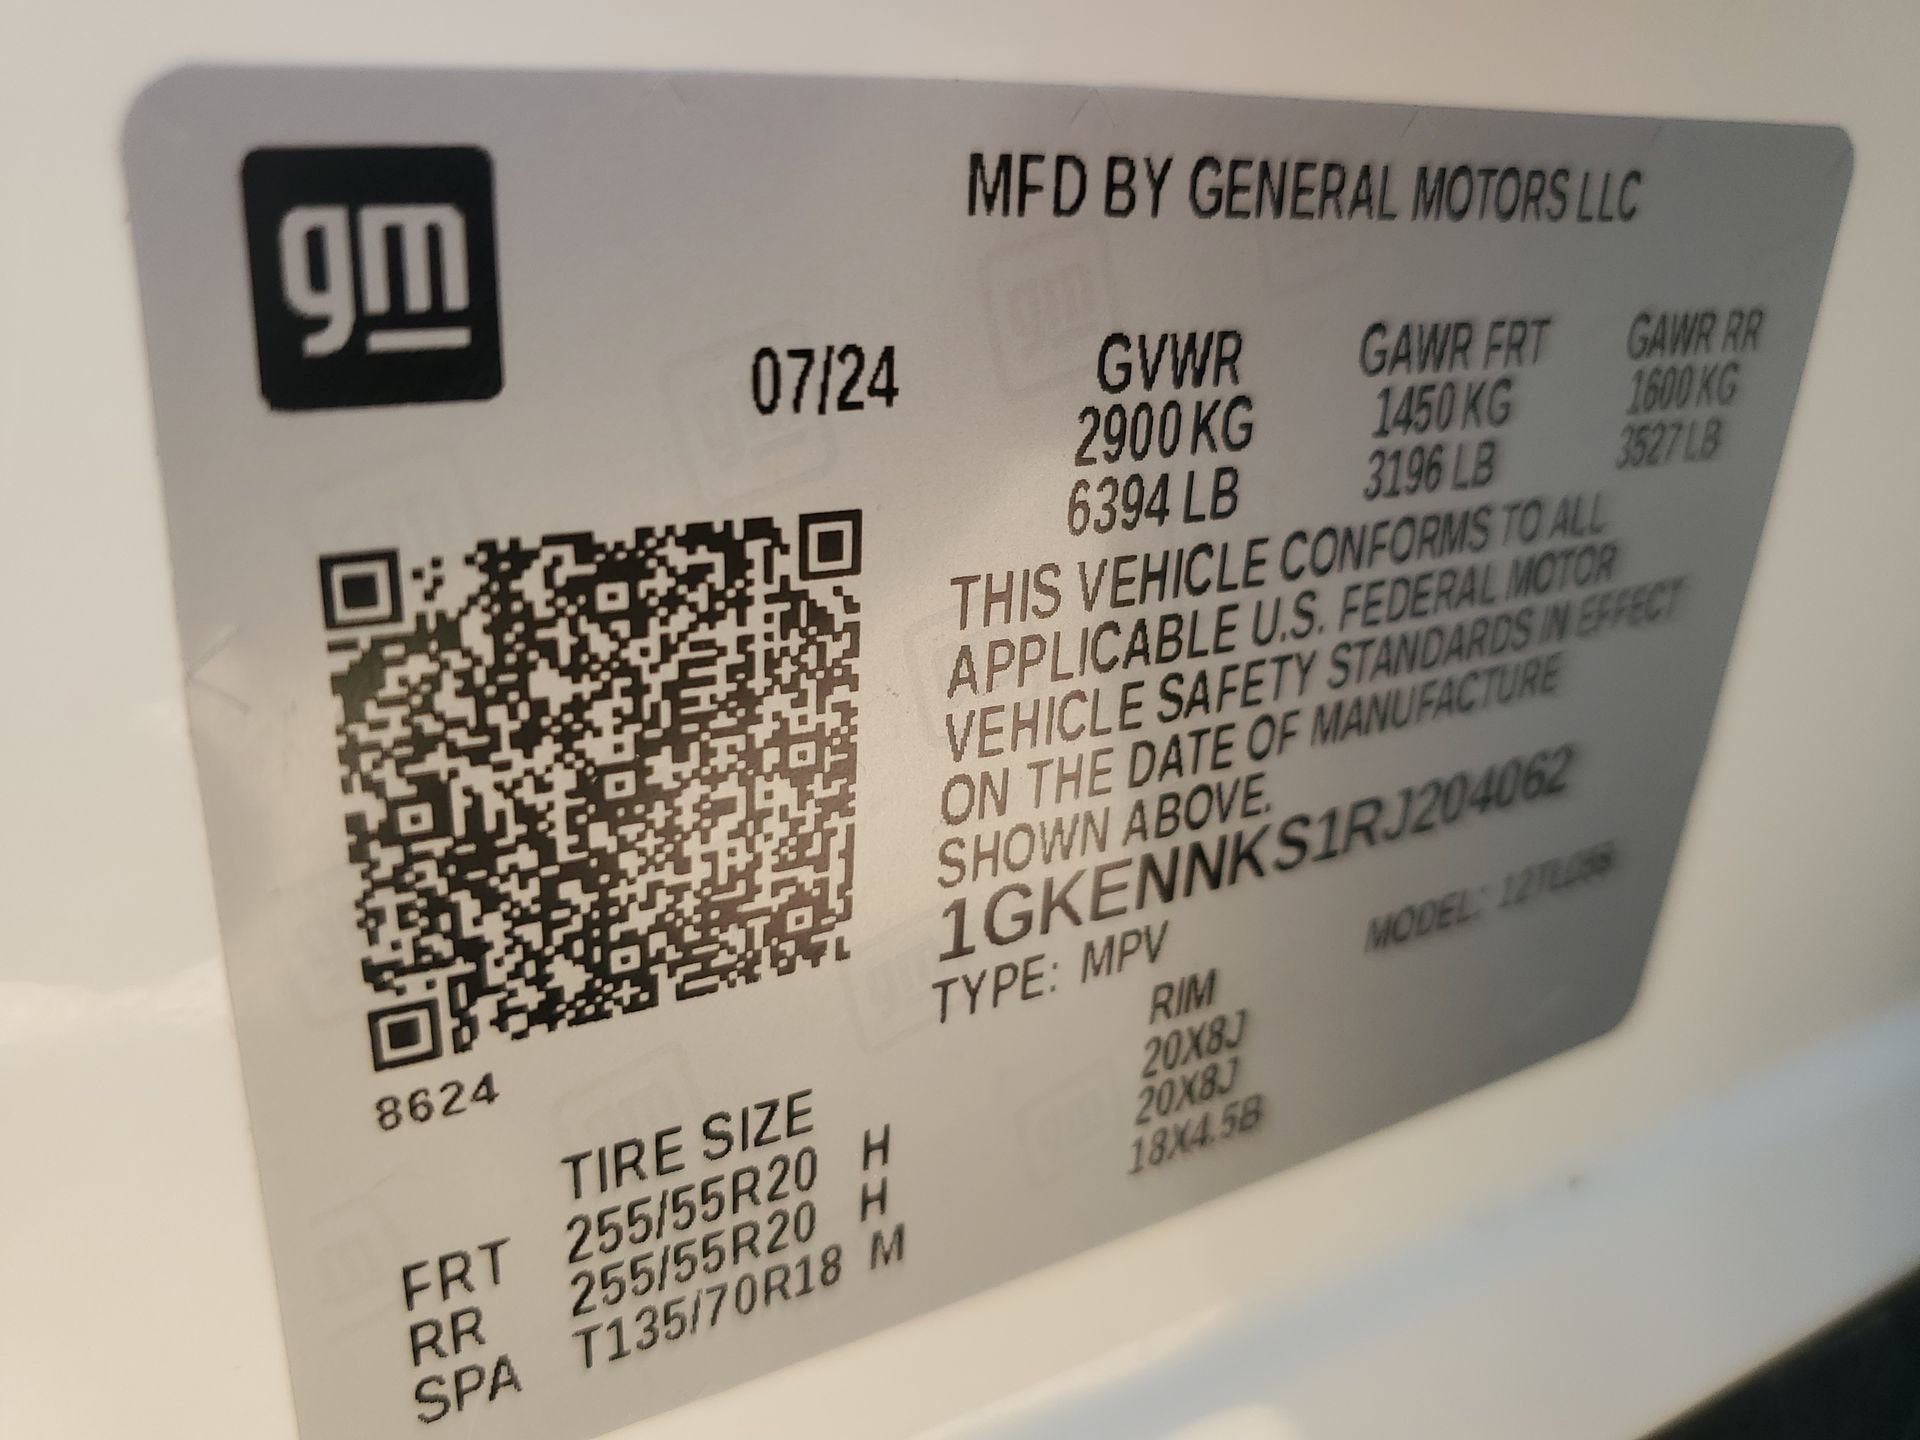 gm
MFD BY GENERAL MOTORS LLC
07/24
GVWR GAWR FRT GAWR RR
2900 KG 1450 KG 1600 KG
6394 LB 3196 LB 3527 LB
THIS VEHICLE CONFORMS TO ALL
APPLICABLE U.S. FEDERAL MOTOR
VEHICLE SAFETY STANDARDS IN EFFECT
ON THE DATE OF MANUFACTURE
SHOWN ABOVE.
1GKENNKS1RJ204062
TYPE: MPV MODEL:
8624
TIRE SIZE RIM
FRT 255/55R20 H 20X8J
RR 255/55R20 H 20X8J
SPA T135/70R18 M 18X4.5B